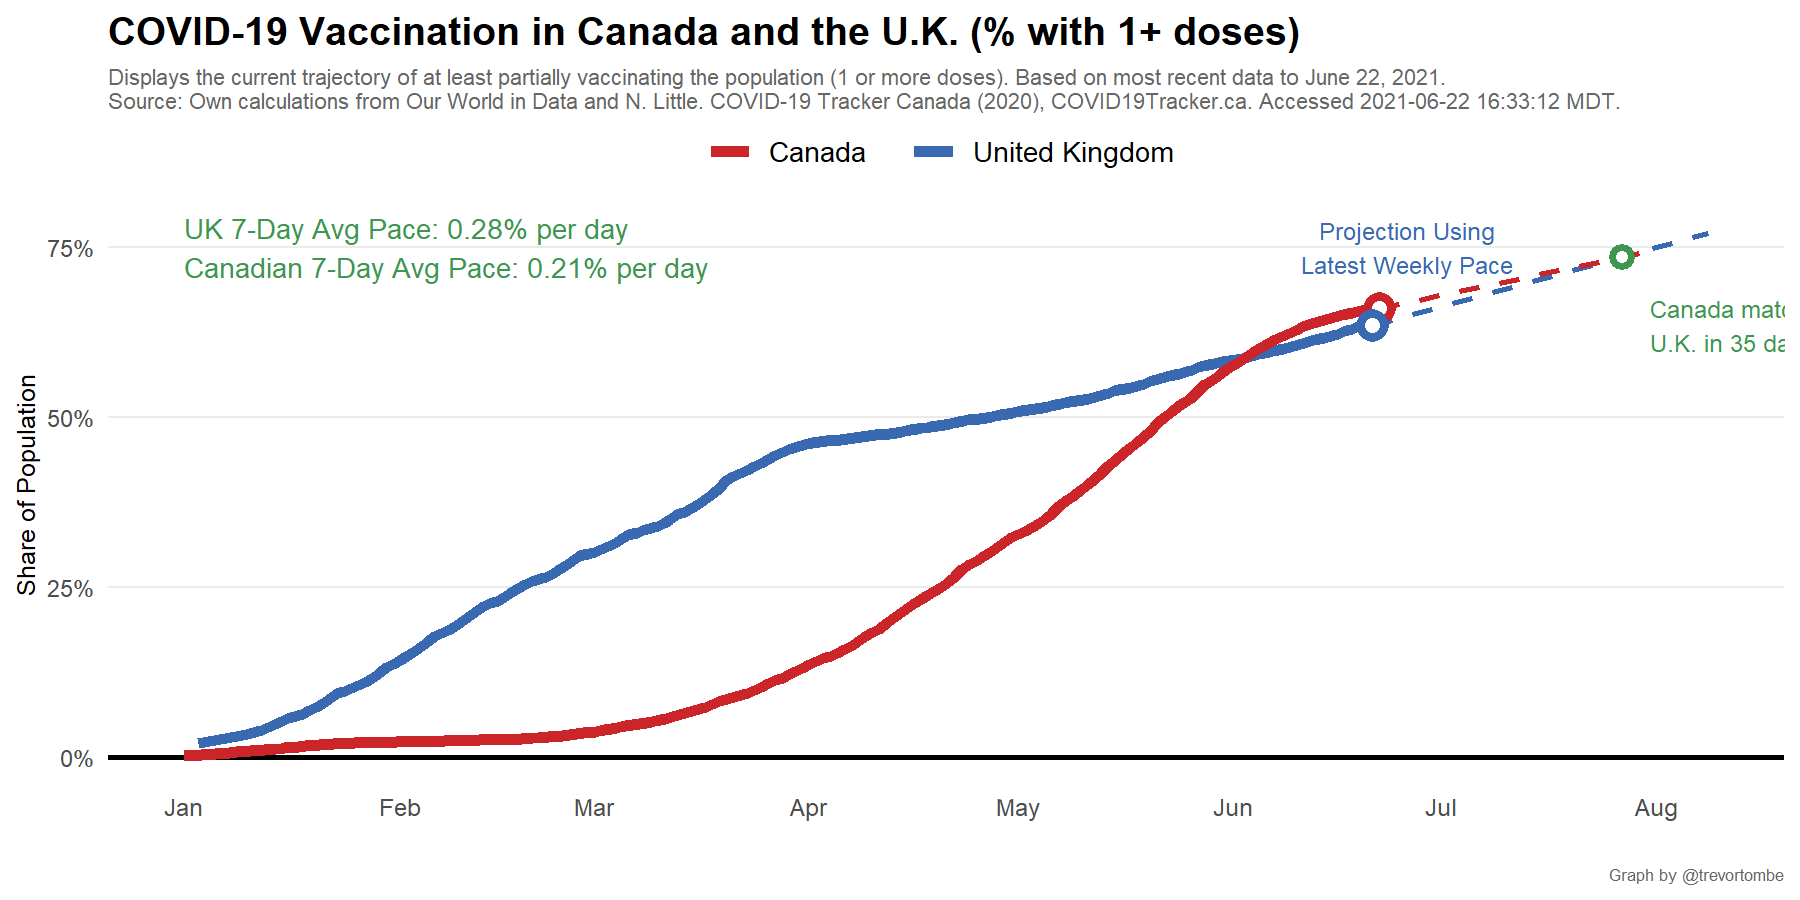 COVID-19 Vaccination in Canada and the U.K. (% with 1+ doses)
Displays the current trajectory of at least partially vaccinating the population (1 or more doses). Based on most recent data to June 22, 2021.
Source: Own calculations from Our World in Data and N. Little. COVID-19 Tracker Canada (2020), COVID19Tracker.ca. Accessed 2021-06-22 16:33:12 MDT.
Canada United Kingdom
UK 7-Day Avg Pace: 0.28% per day
Canadian 7-Day Avg Pace: 0.21% per day
Projection Using
Latest Weekly Pace
Canada matc
U.K. in 35 da
Share of Population
75%
50%
25%
0%
Jan Feb Mar Apr May Jun Jul Aug
Graph by @trevortombe